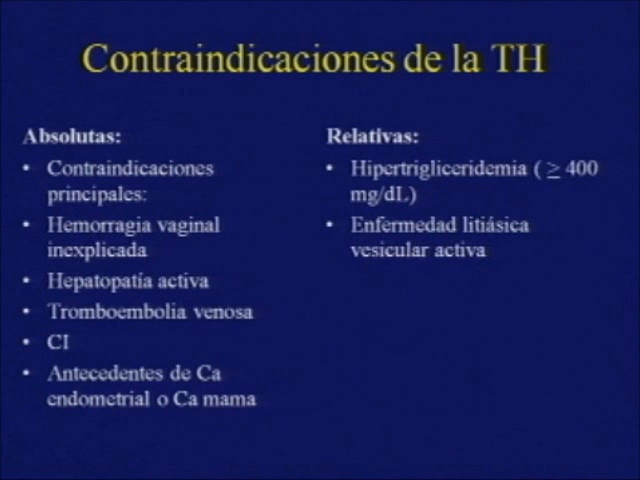 Contraindicaciones de la TH
Absolutas:
• Contraindicaciones
principales:
• Hemorragia vaginal
inexplicada
• Hepatopatía activa
• Tromboembolia venosa
• CI
• Antecedentes de Ca
endometrial o Ca mama
Relativas:
• Hipertrigliceridemia ( ≥ 400
mg/dL)
• Enfermedad litiásica
vesicular activa